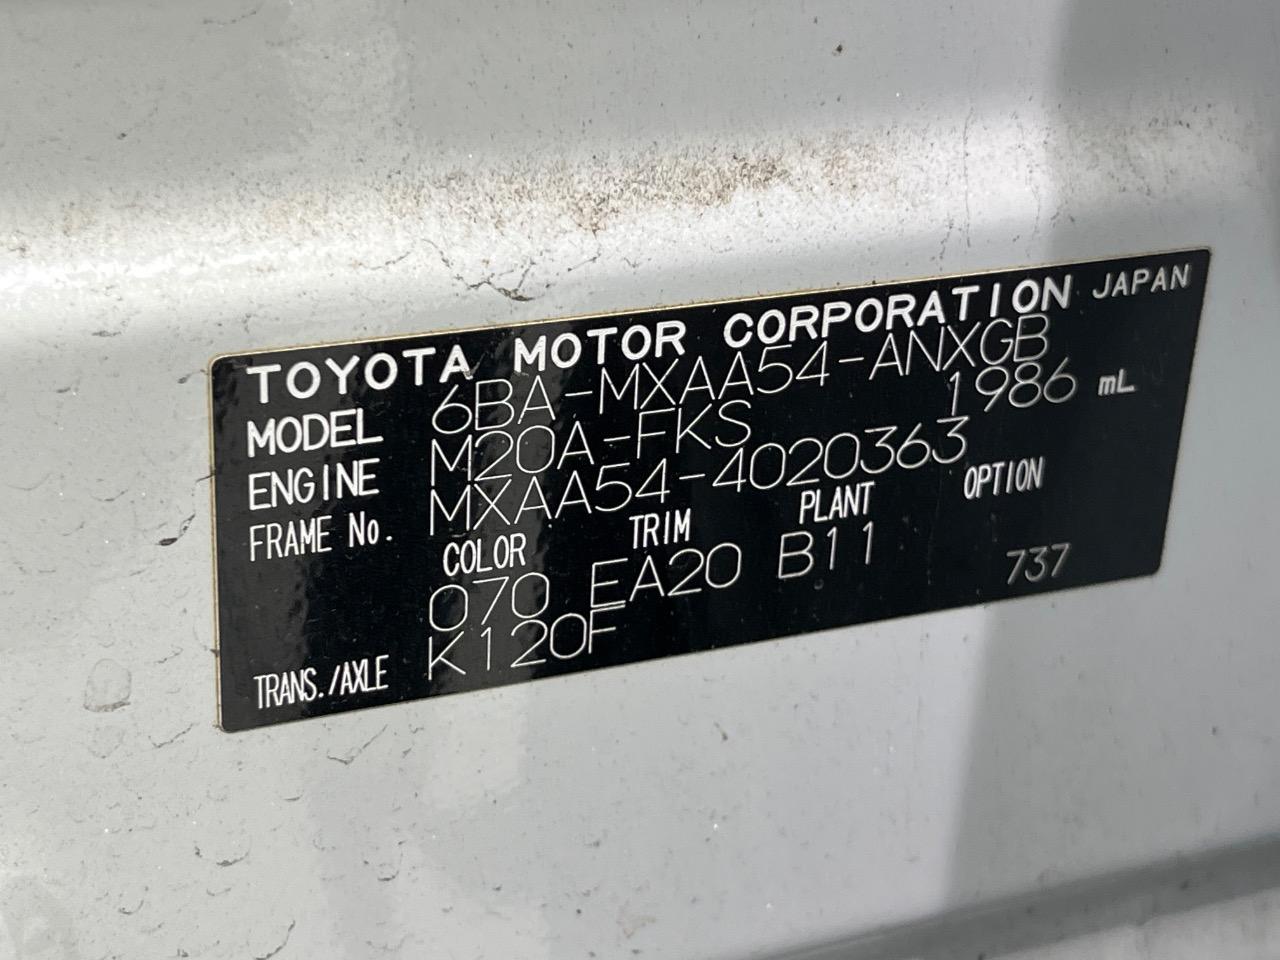 TOYOTA MOTOR CORPORATION JAPAN
MODEL 6BA-MXAA54-ANXGB
ENGINE M20A-FKS 1986 mL
FRAME No. MXAA54-4020363
COLOR TRIM PLANT OPTION
070 EA20 B11 737
TRANS./AXLE K120F